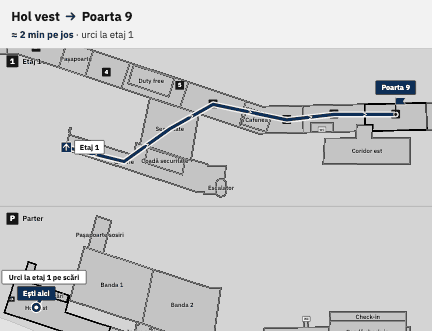 Hol vest → Poarta 9
≈ 2 min pe jos · urci la etaj 1
1 Etaj 1
Pașapoarte
4
Duty free
5
Poarta 9
Cafenea
Etaj 1
Coadă securitate
Coridor est
Escalator
P Parter
Pașapoarte sosiri
Urci la etaj 1 pe scări
Ești aici
Banda 1
Banda 2
Check-in